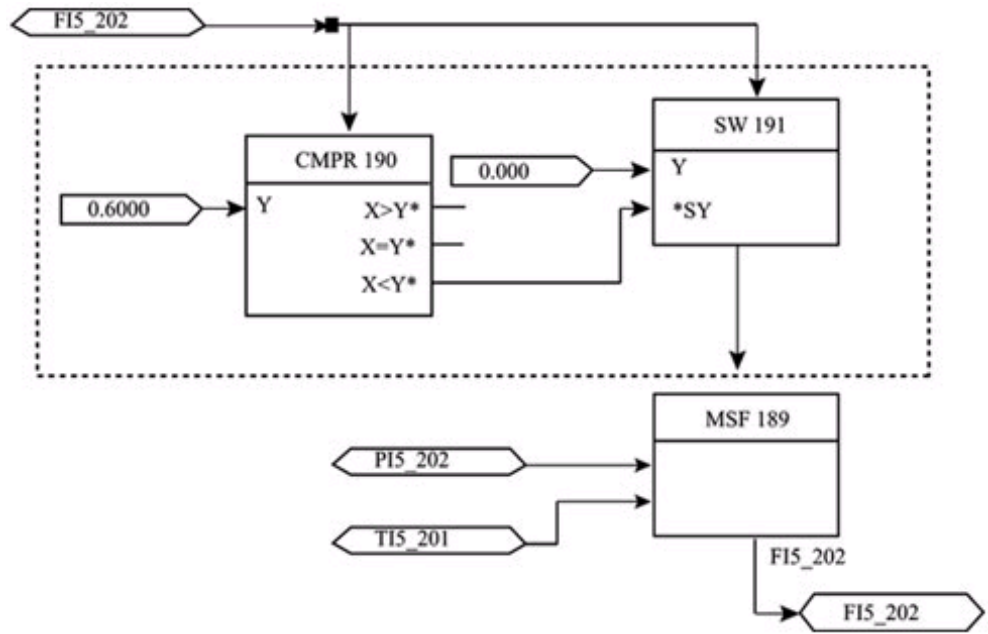 FI5_202
SW 191
CMPR 190
0.000
Y
0.6000
Y
X>Y*
*SY
X=Y*
X<Y*
MSF 189
PI5_202
TI5_201
FI5_202
FI5_202